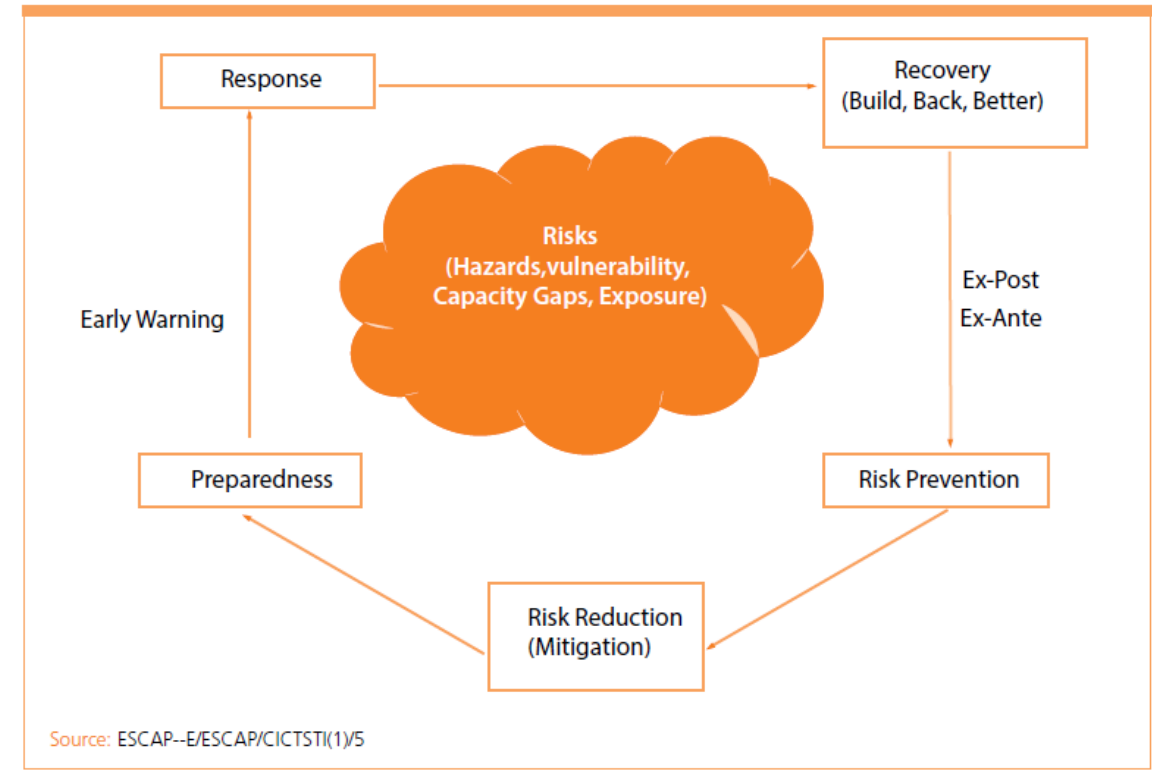 Response
Recovery
(Build, Back, Better)
Risks
(Hazards,vulnerability,
Capacity Gaps, Exposure)
Early Warning
Ex-Post
Ex-Ante
Preparedness
Risk Prevention
Risk Reduction
(Mitigation)
Source: ESCAP--E/ESCAP/CICTSTI(1)/5